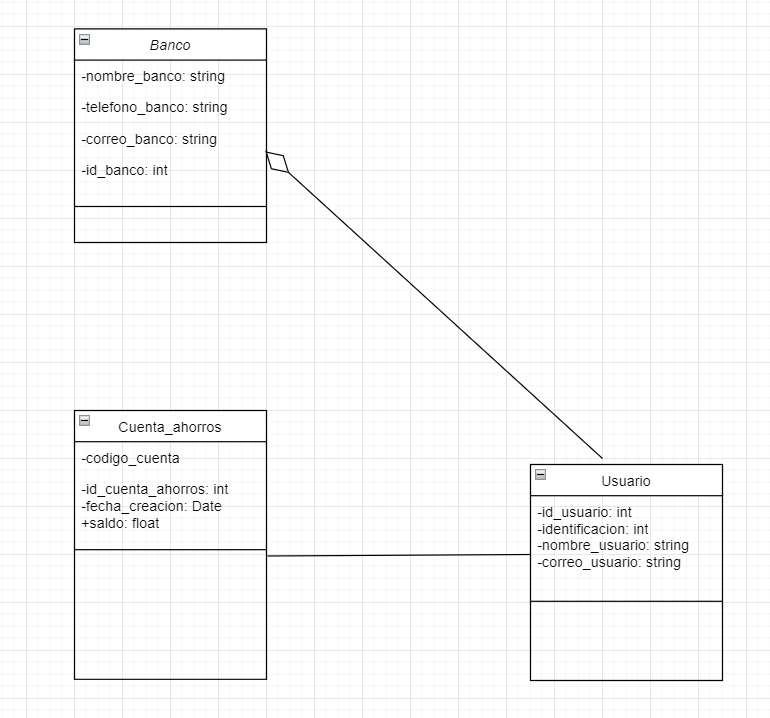 Banco
-nombre_banco: string
-telefono_banco: string
-correo_banco: string
-id_banco: int
Cuenta_ahorros
-codigo_cuenta
-id_cuenta_ahorros: int
-fecha_creacion: Date
+saldo: float
Usuario
-id_usuario: int
-identificacion: int
-nombre_usuario: string
-correo_usuario: string